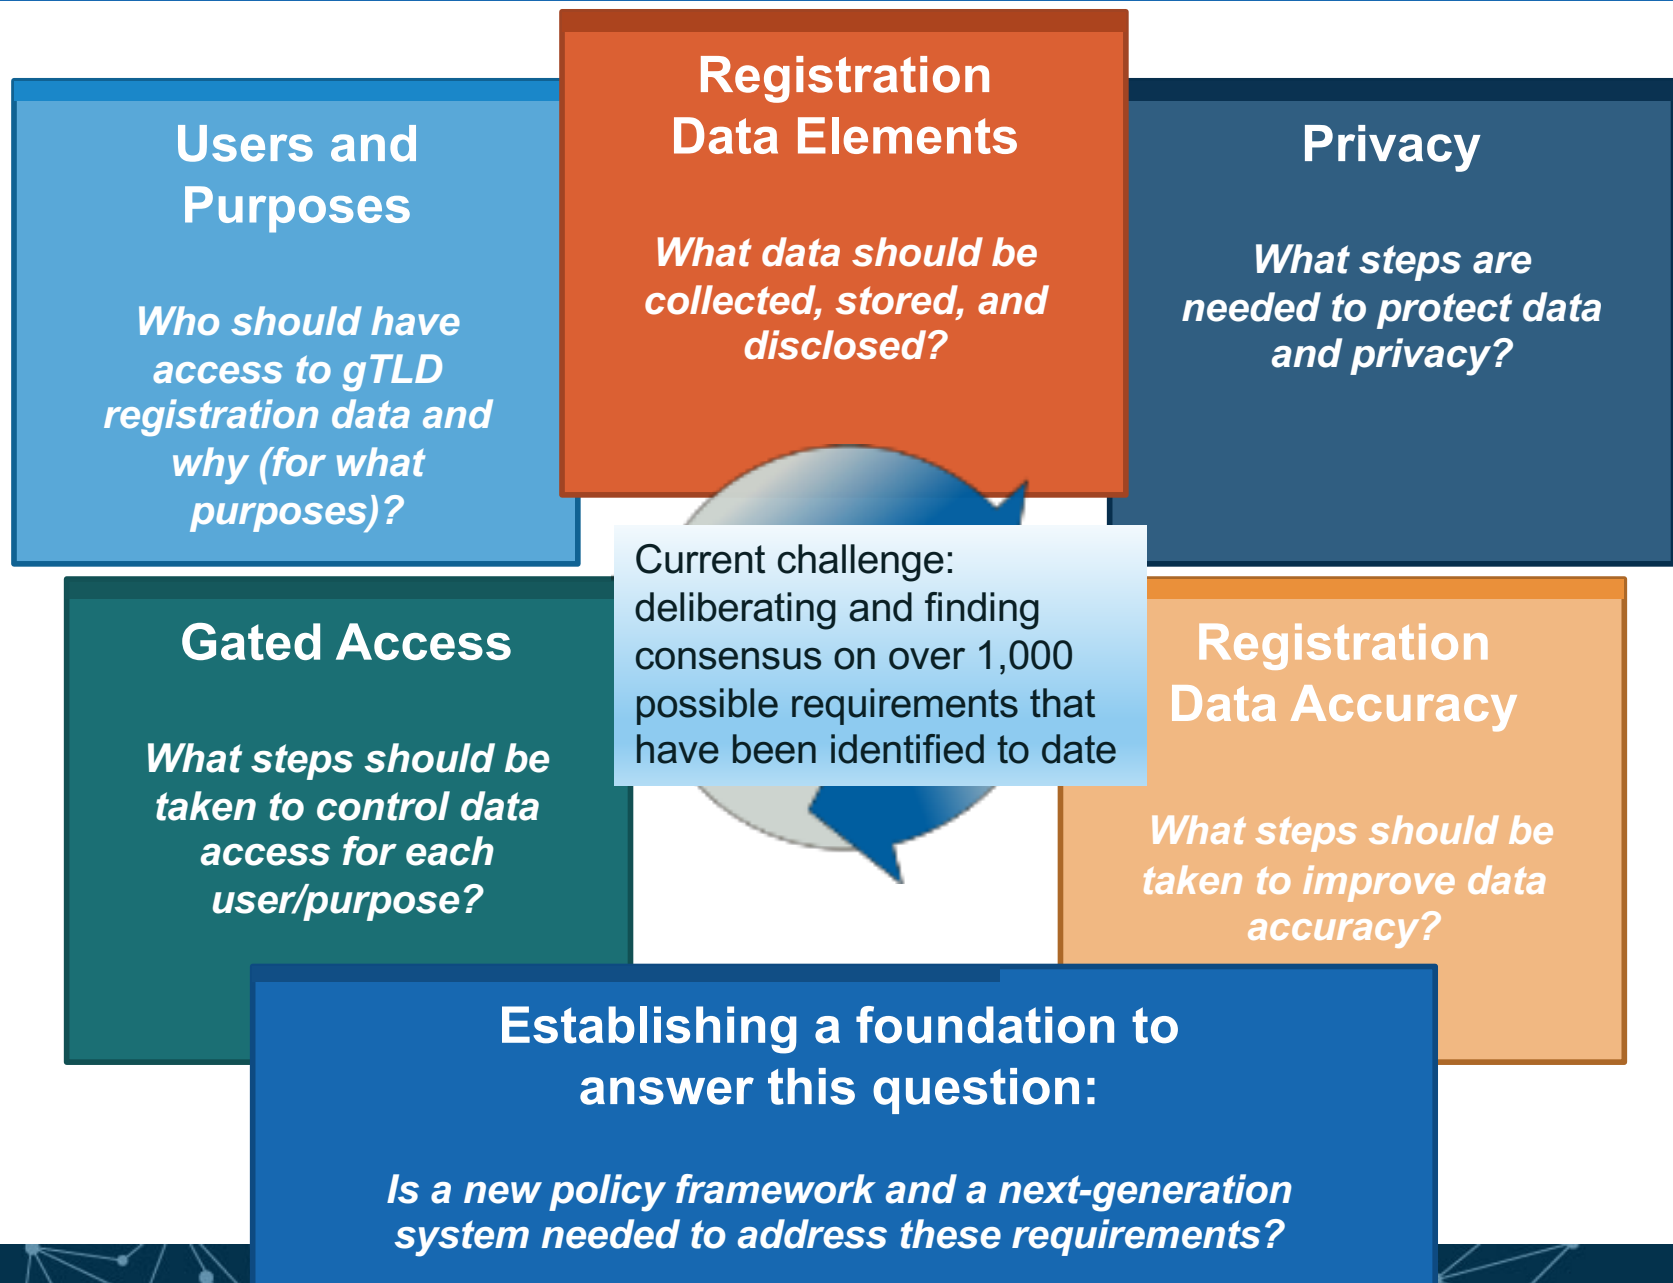 Users and
Purposes
Who should have
access to gTLD
registration data and
why (for what
purposes)?
Registration
Data Elements
What data should be
collected, stored, and
disclosed?
Privacy
What steps are
needed to protect data
and privacy?
Gated Access
What steps should be
taken to control data
access for each
user/purpose?
Current challenge:
deliberating and finding
consensus on over 1,000
possible requirements that
have been identified to date
Registration
Data Accuracy
What steps should be
taken to improve data
accuracy?
Establishing a foundation to
answer this question:
Is a new policy framework and a next-generation
system needed to address these requirements?